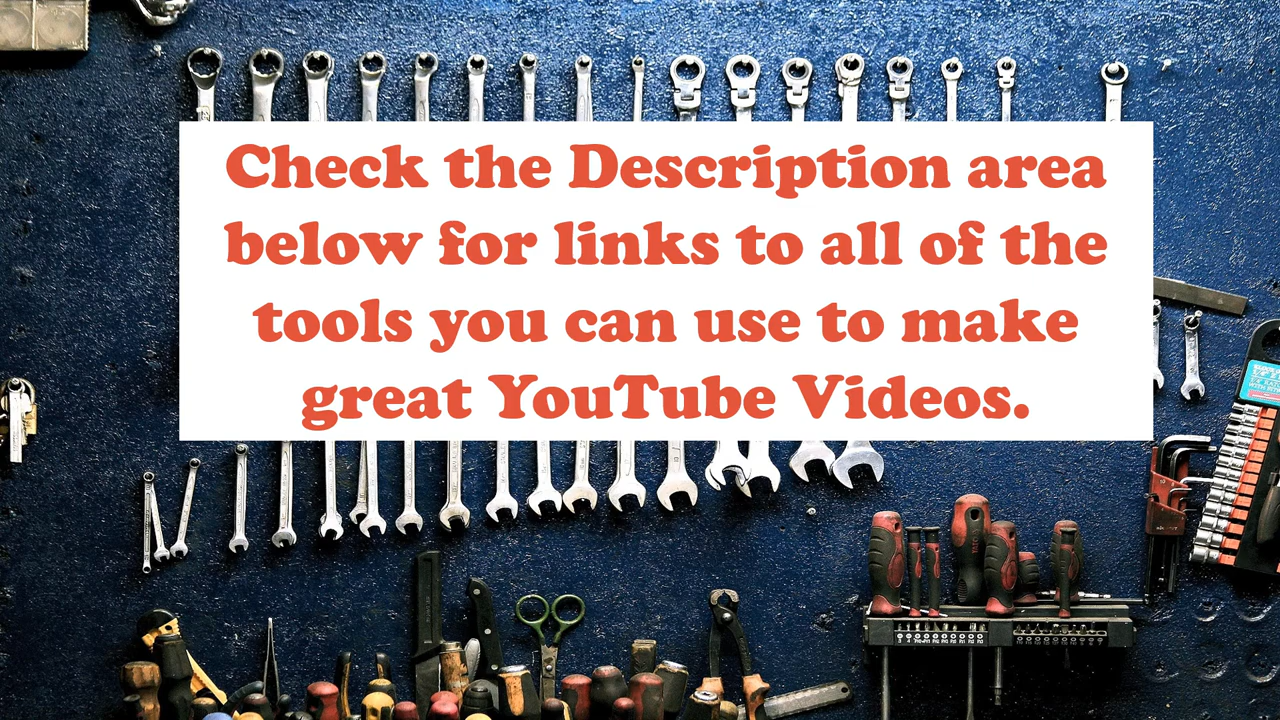 Check the Description area
below for links to all of the
tools you can use to make
great YouTube Videos.